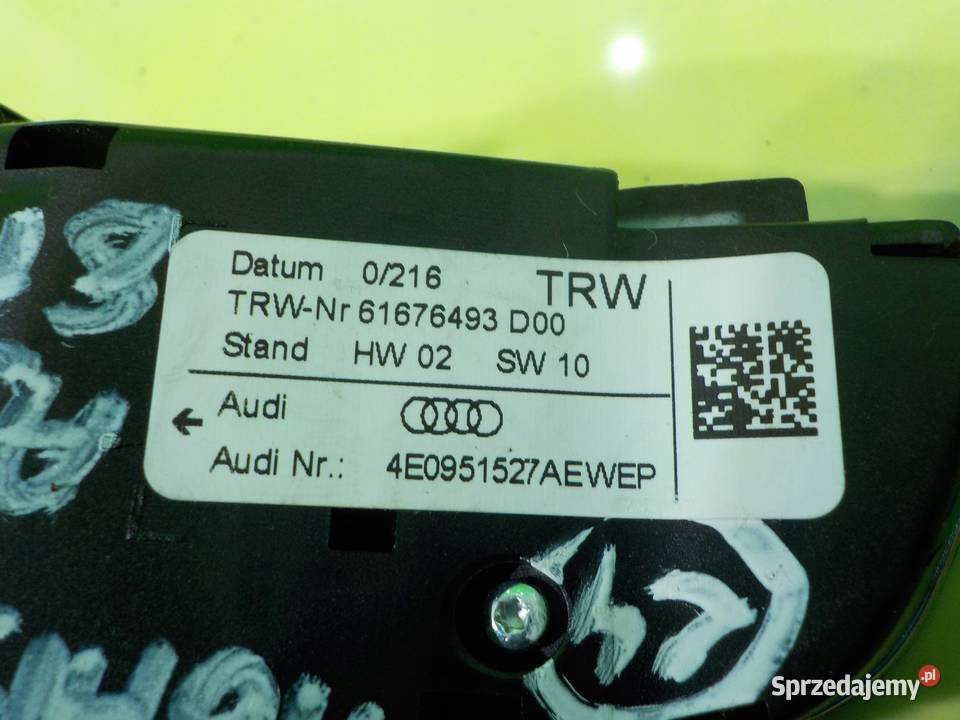 Datum 0/216 TRW
TRW-Nr 61676493 D00
Stand HW 02 SW 10
← Audi
Audi Nr.: 4E0951527AEWEP
Sprzedajemy.pl